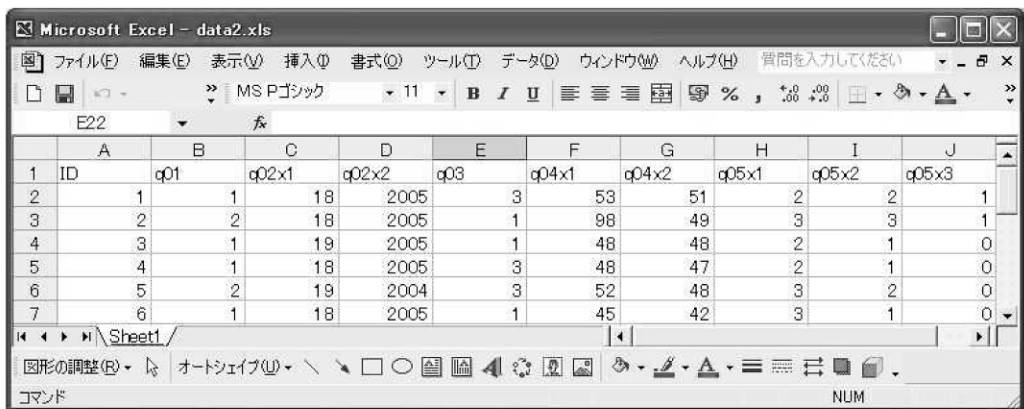 Microsoft Excel - data2.xls
ファイル(F) 編集(E) 表示(V) 挿入(I) 書式(O) ツール(T) データ(D) ウィンドウ(W) ヘルプ(H) 質問を入力してください
MS Pゴシック 11 B I U % , .0 .00 .00 .0 A
E22 fx
A B C D E F G H I J
1 ID q01 q02x1 q02x2 q03 q04x1 q04x2 q05x1 q05x2 q05x3
2 1 1 18 2005 3 53 51 2 2 1
3 2 2 18 2005 1 98 49 3 3 1
4 3 1 19 2005 1 48 48 2 1 0
5 4 1 18 2005 3 48 47 2 1 0
6 5 2 19 2004 3 52 48 3 2 0
7 6 1 18 2005 1 45 42 3 1 0
Sheet1
図形の調整(R) オートシェイプ(U) A A
コマンド NUM